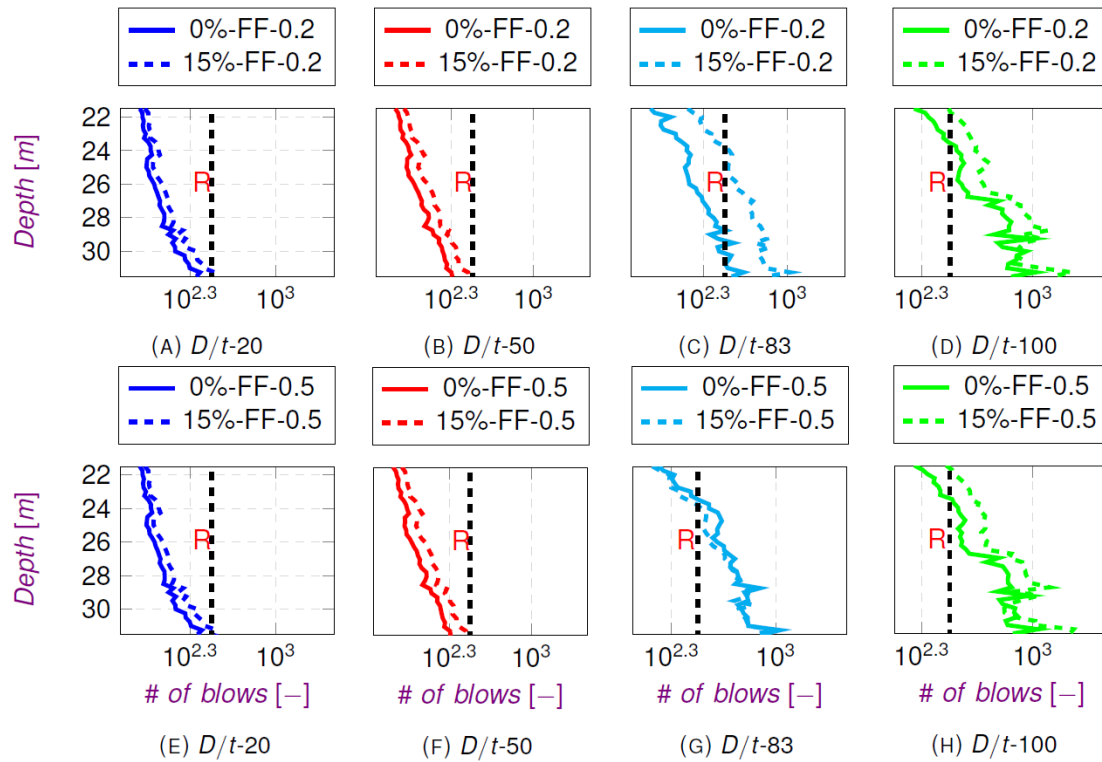 0%-FF-0.2
15%-FF-0.2
0%-FF-0.2
15%-FF-0.2
0%-FF-0.2
15%-FF-0.2
0%-FF-0.2
15%-FF-0.2
Depth [m]
22
24
26
28
30
R
R
R
R
10^2.3 10^3
10^2.3 10^3
10^2.3 10^3
10^2.3 10^3
(A) D/t-20
(B) D/t-50
(C) D/t-83
(D) D/t-100
0%-FF-0.5
15%-FF-0.5
0%-FF-0.5
15%-FF-0.5
0%-FF-0.5
15%-FF-0.5
0%-FF-0.5
15%-FF-0.5
Depth [m]
22
24
26
28
30
R
R
R
R
10^2.3 10^3
10^2.3 10^3
10^2.3 10^3
10^2.3 10^3
# of blows [−]
# of blows [−]
# of blows [−]
# of blows [−]
(E) D/t-20
(F) D/t-50
(G) D/t-83
(H) D/t-100